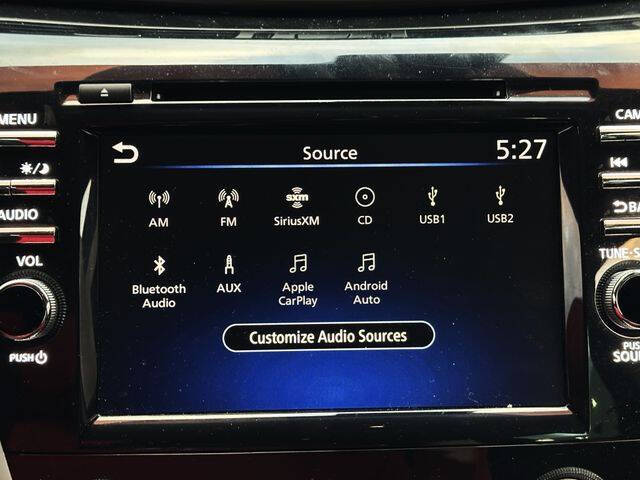 MENU
CAM
Source 5:27
AUDIO
BA
AM FM sxm SiriusXM CD USB1 USB2
VOL
TUNE-S
Bluetooth Audio AUX Apple CarPlay Android Auto
Customize Audio Sources
PUSH
PUS
SOU